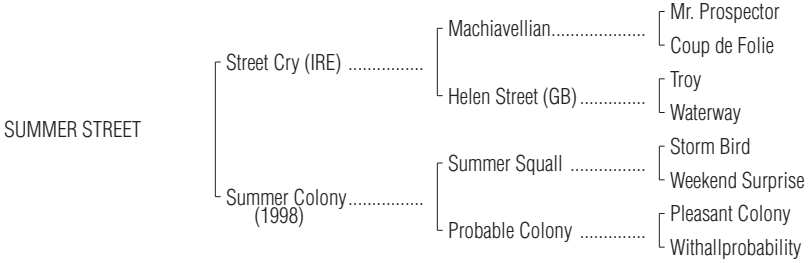 Mr. Prospector
Machiavellian....................
Coup de Folie
Street Cry (IRE) ................
Troy
Helen Street (GB)..............
Waterway
SUMMER STREET
Storm Bird
Summer Squall ................
Weekend Surprise
Summer Colony................
(1998)
Pleasant Colony
Probable Colony ..............
Withallprobability